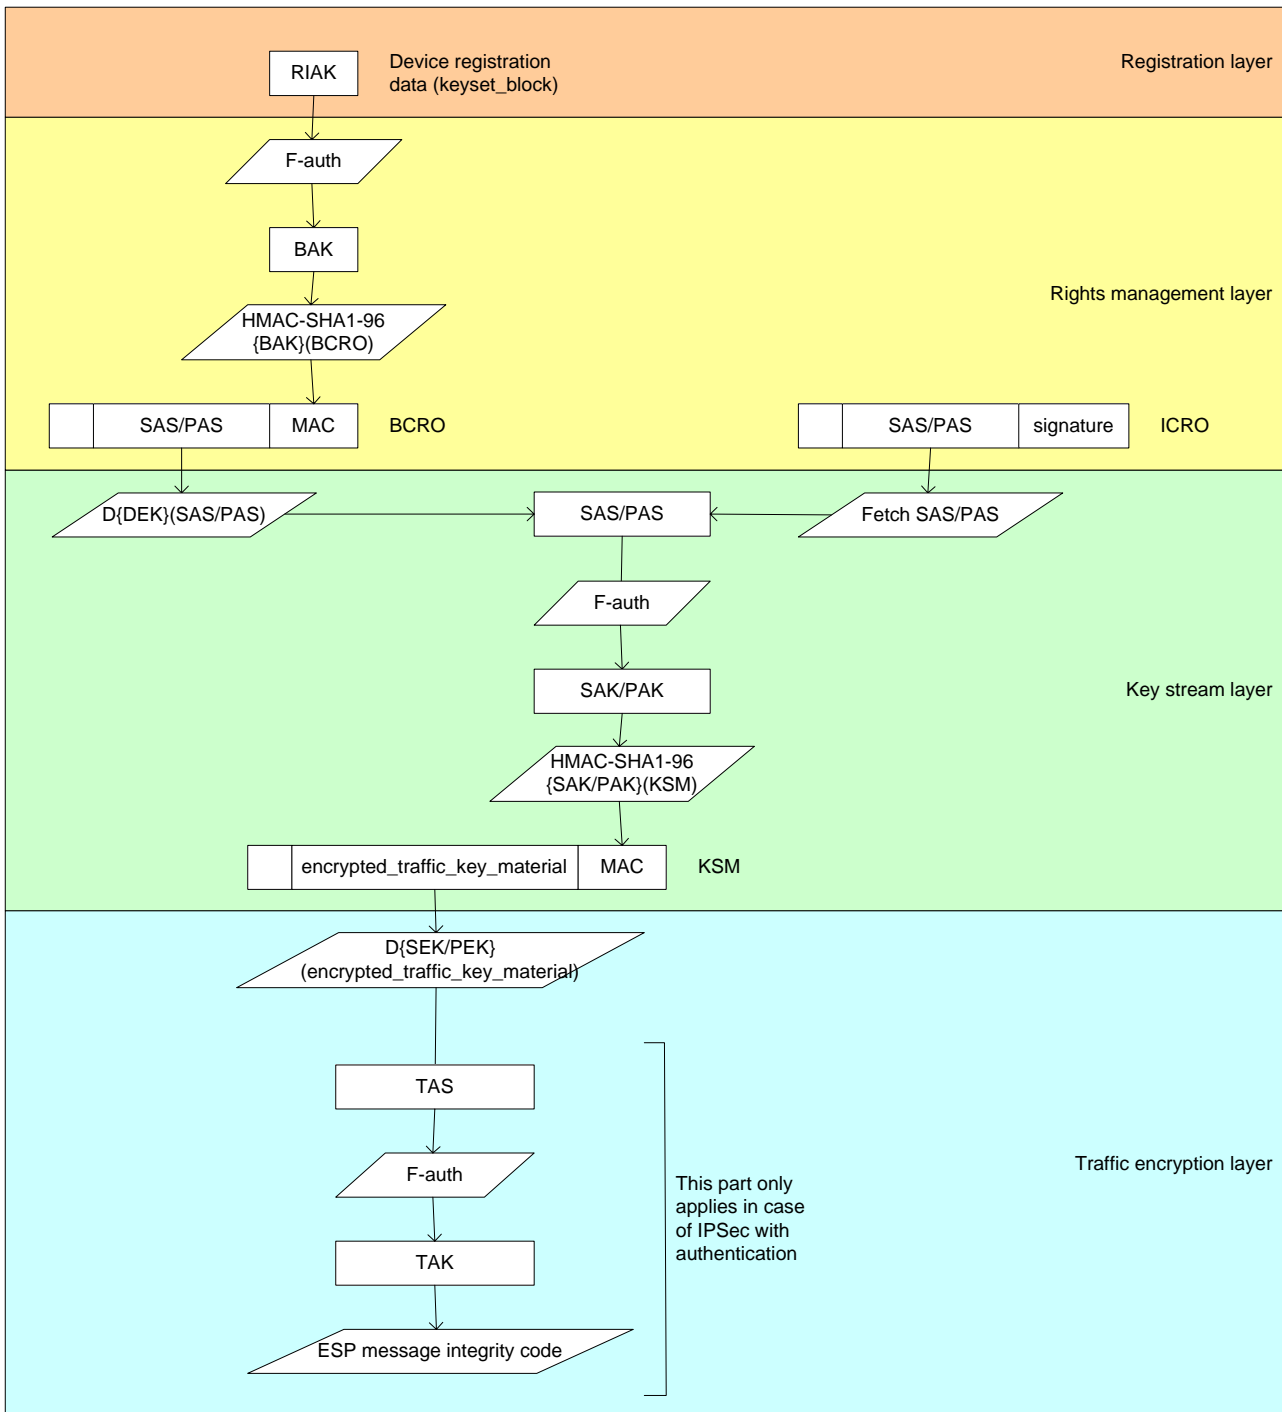 RIAK
Device registration
data (keyset_block)
Registration layer
F-auth
BAK
Rights management layer
HMAC-SHA1-96
{BAK}(BCRO)
SAS/PAS
MAC
BCRO
SAS/PAS
signature
ICRO
D{DEK}(SAS/PAS)
SAS/PAS
Fetch SAS/PAS
F-auth
SAK/PAK
Key stream layer
HMAC-SHA1-96
{SAK/PAK}(KSM)
encrypted_traffic_key_material
MAC
KSM
D{SEK/PEK}
(encrypted_traffic_key_material)
TAS
F-auth
Traffic encryption layer
This part only
applies in case
of IPSec with
authentication
TAK
ESP message integrity code